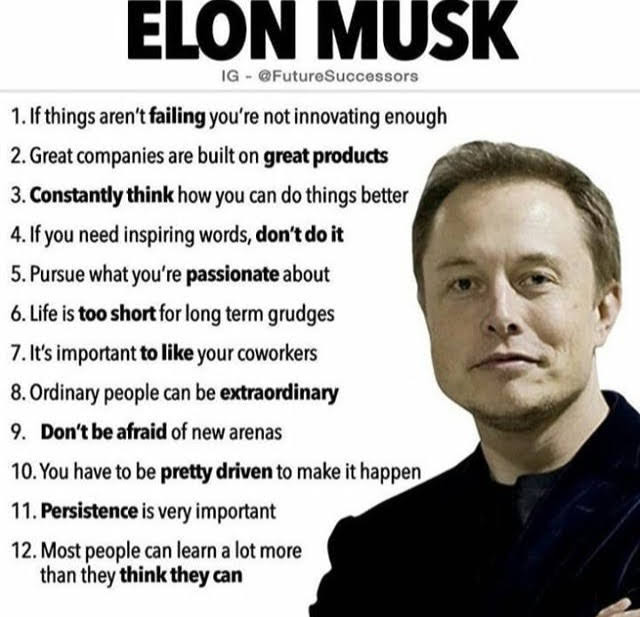 ELON MUSK
IG - @FutureSuccessors
1. If things aren't failing you're not innovating enough
2. Great companies are built on great products
3. Constantly think how you can do things better
4. If you need inspiring words, don't do it
5. Pursue what you're passionate about
6. Life is too short for long term grudges
7. It's important to like your coworkers
8. Ordinary people can be extraordinary
9. Don't be afraid of new arenas
10. You have to be pretty driven to make it happen
11. Persistence is very important
12. Most people can learn a lot more
than they think they can